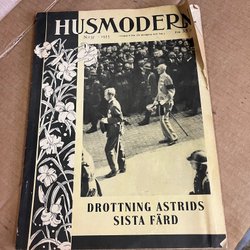 HUSMODERN
DROTTNING ASTRIDS
SISTA FÄRD